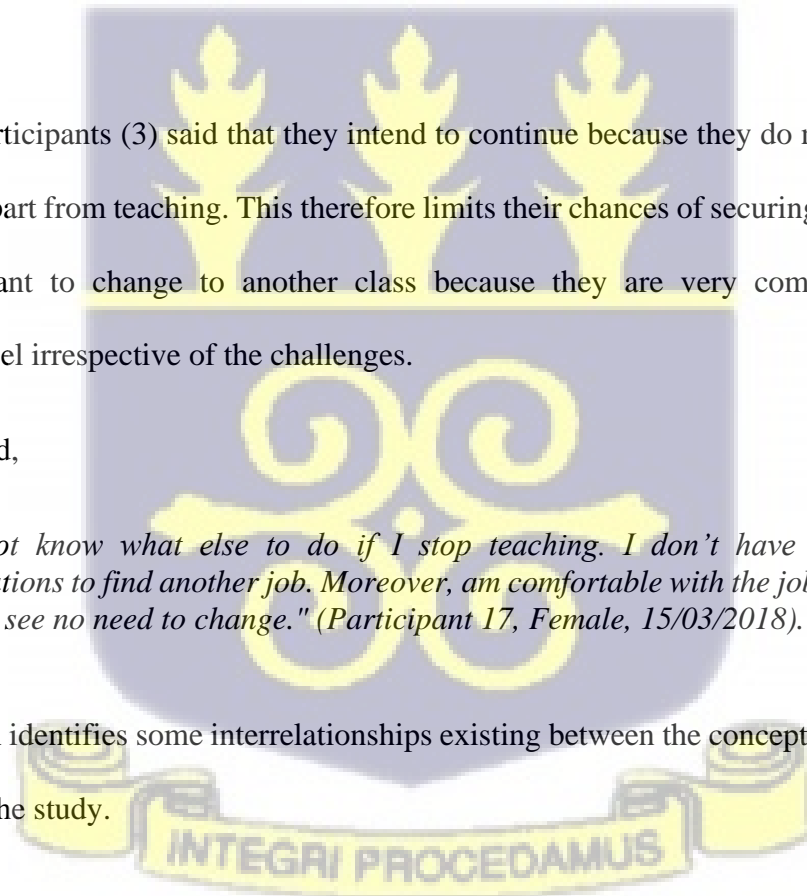 rticipants (3) said that they intend to continue because they do
part from teaching. This therefore limits their chances of securing
ant to change to another class because they are very com
el irrespective of the challenges.
d,
ot know what else to do if I stop teaching. I don't have
tions to find another job. Moreover, am comfortable with the job
see no need to change." (Participant 17, Female, 15/03/2018).
identifies some interrelationships existing between the concept
he study.
INTEGRI PROCEDAMUS